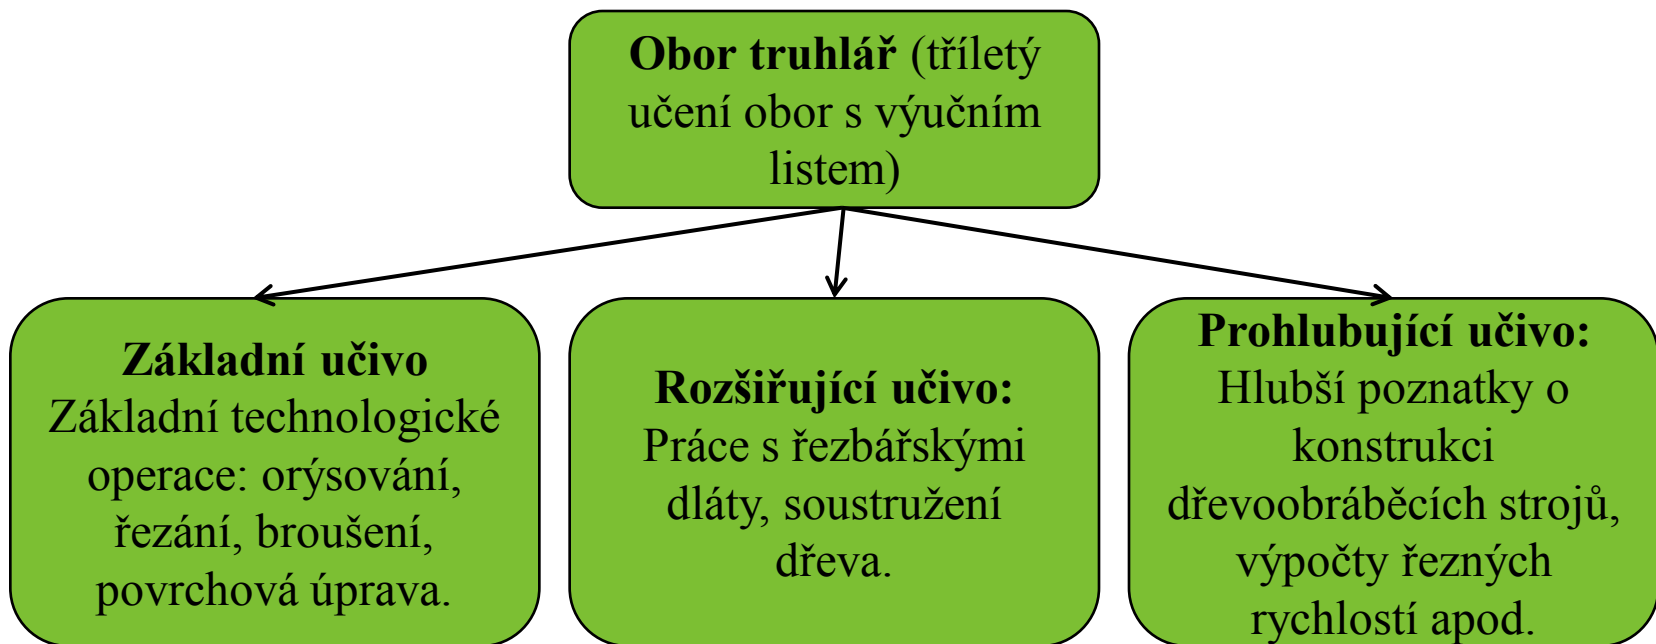 Obor truhlář (tříletý
učení obor s výučním
listem)
Základní učivo
Základní technologické
operace: orýsování,
řezání, broušení,
povrchová úprava.
Rozšiřující učivo:
Práce s řezbářskými
dláty, soustružení
dřeva.
Prohlubující učivo:
Hlubší poznatky o
konstrukci
dřevoobráběcích strojů,
výpočty řezných
rychlostí apod.